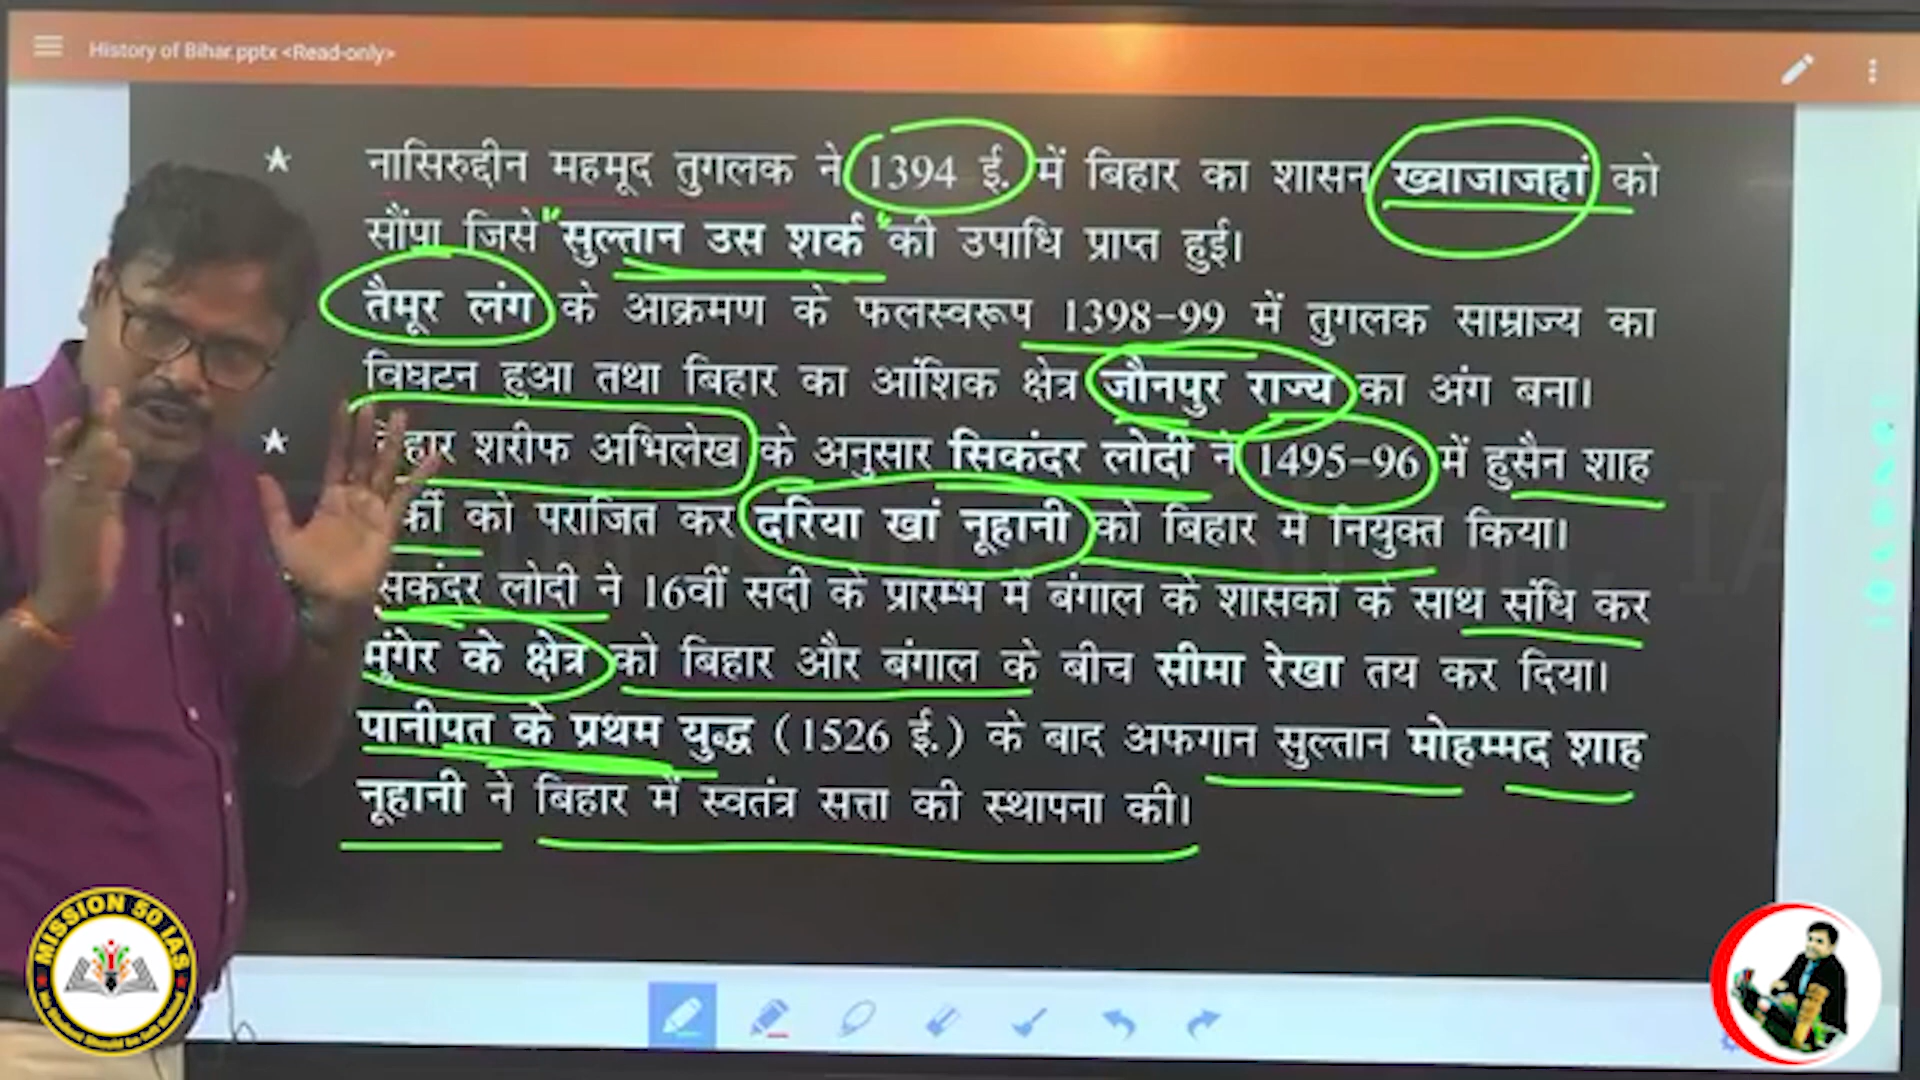 History of Bihar.pptx <Read-only>
★ नासिरुद्दीन महमूद तुगलक ने 1394 ई. में बिहार का शासन ख्वाजाजहां को
सौंपा जिसे "सुल्तान उस शर्क" की उपाधि प्राप्त हुई।
तैमूर लंग के आक्रमण के फलस्वरूप 1398-99 में तुगलक साम्राज्य का
विघटन हुआ तथा बिहार का आंशिक क्षेत्र जौनपुर राज्य का अंग बना।
★ बिहार शरीफ अभिलेख के अनुसार सिकंदर लोदी ने 1495-96 में हुसैन शाह
को पराजित कर दरिया खां नूहानी को बिहार में नियुक्त किया।
सिकंदर लोदी ने 16वीं सदी के प्रारम्भ में बंगाल के शासकों के साथ संधि कर
मुंगेर के क्षेत्र को बिहार और बंगाल के बीच सीमा रेखा तय कर दिया।
पानीपत के प्रथम युद्ध (1526 ई.) के बाद अफगान सुल्तान मोहम्मद शाह
नूहानी ने बिहार में स्वतंत्र सत्ता की स्थापना की।
MISSION 50 IAS